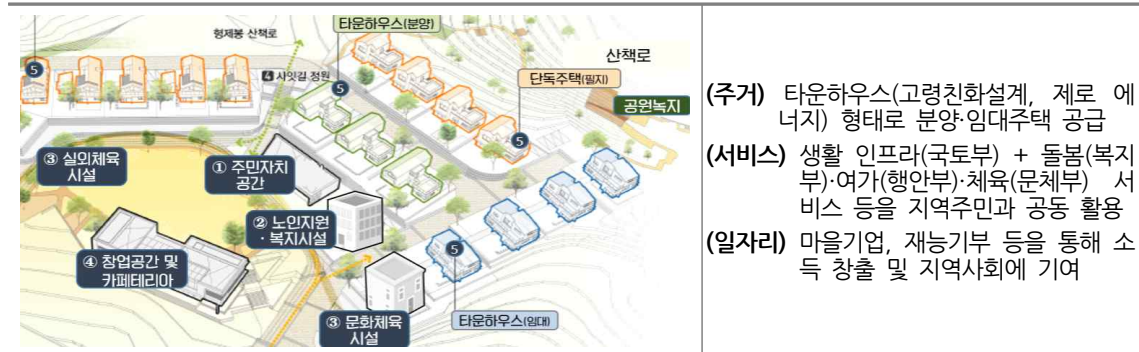 타운하우스(분양)
형제봉 산책로
산책로
5
4 사잇길 정원
5
단독주택(필지)
공원녹지
5
③ 실외체육
시설
① 주민자치
공간
② 노인지원
· 복지시설
5
④ 창업공간 및
카페테리아
③ 문화체육
시설
타운하우스(임대)
(주거) 타운하우스(고령친화설계, 제로 에
너지) 형태로 분양·임대주택 공급
(서비스) 생활 인프라(국토부) + 돌봄(복지
부)·여가(행안부)·체육(문체부) 서
비스 등을 지역주민과 공동 활용
(일자리) 마을기업, 재능기부 등을 통해 소
득 창출 및 지역사회에 기여